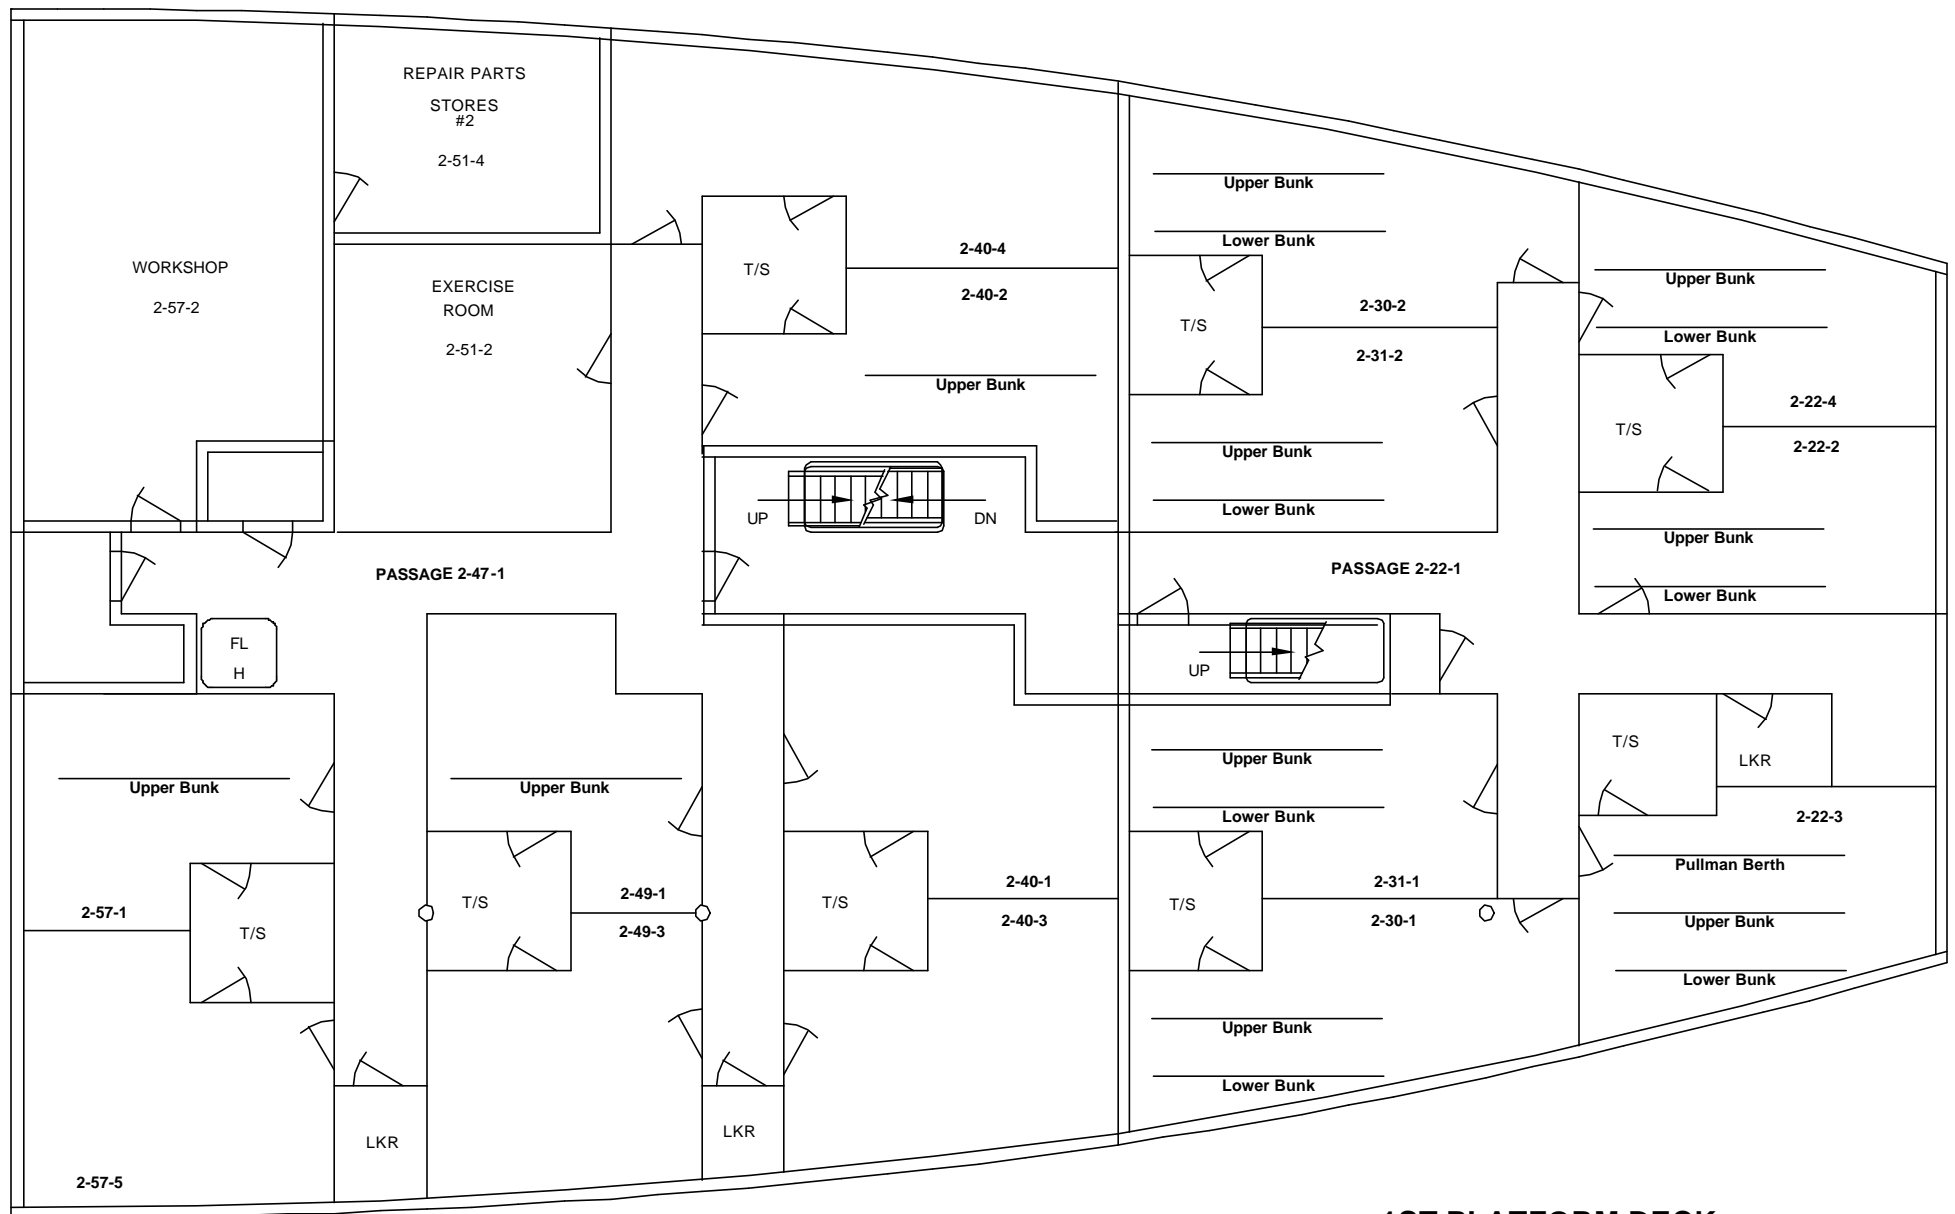 REPAIR PARTS
STORES
#2
2-51-4
WORKSHOP
2-57-2
EXERCISE
ROOM
2-51-2
T/S
2-40-4
2-40-2
Upper Bunk
Upper Bunk
Lower Bunk
T/S
2-30-2
2-31-2
Upper Bunk
Lower Bunk
Upper Bunk
Lower Bunk
T/S
2-22-4
2-22-2
Upper Bunk
Lower Bunk
UP
DN
PASSAGE 2-47-1
PASSAGE 2-22-1
FL
H
UP
Upper Bunk
2-57-1
T/S
2-57-5
LKR
Upper Bunk
T/S
2-49-1
2-49-3
LKR
T/S
2-40-1
2-40-3
Upper Bunk
Lower Bunk
T/S
2-31-1
2-30-1
Upper Bunk
Lower Bunk
T/S
LKR
2-22-3
Pullman Berth
Upper Bunk
Lower Bunk
1ST PLATFORM DECK